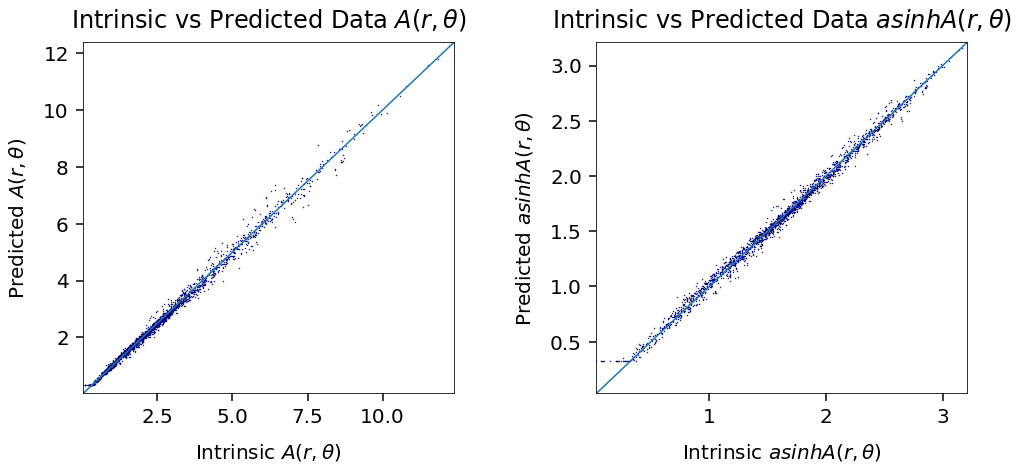 Intrinsic vs Predicted Data A(r, θ)
Predicted A(r, θ)
12
10
8
6
4
2
2.5 5.0 7.5 10.0
Intrinsic A(r, θ)
Intrinsic vs Predicted Data asinhA(r, θ)
Predicted asinhA(r, θ)
3.0
2.5
2.0
1.5
1.0
0.5
1 2 3
Intrinsic asinhA(r, θ)